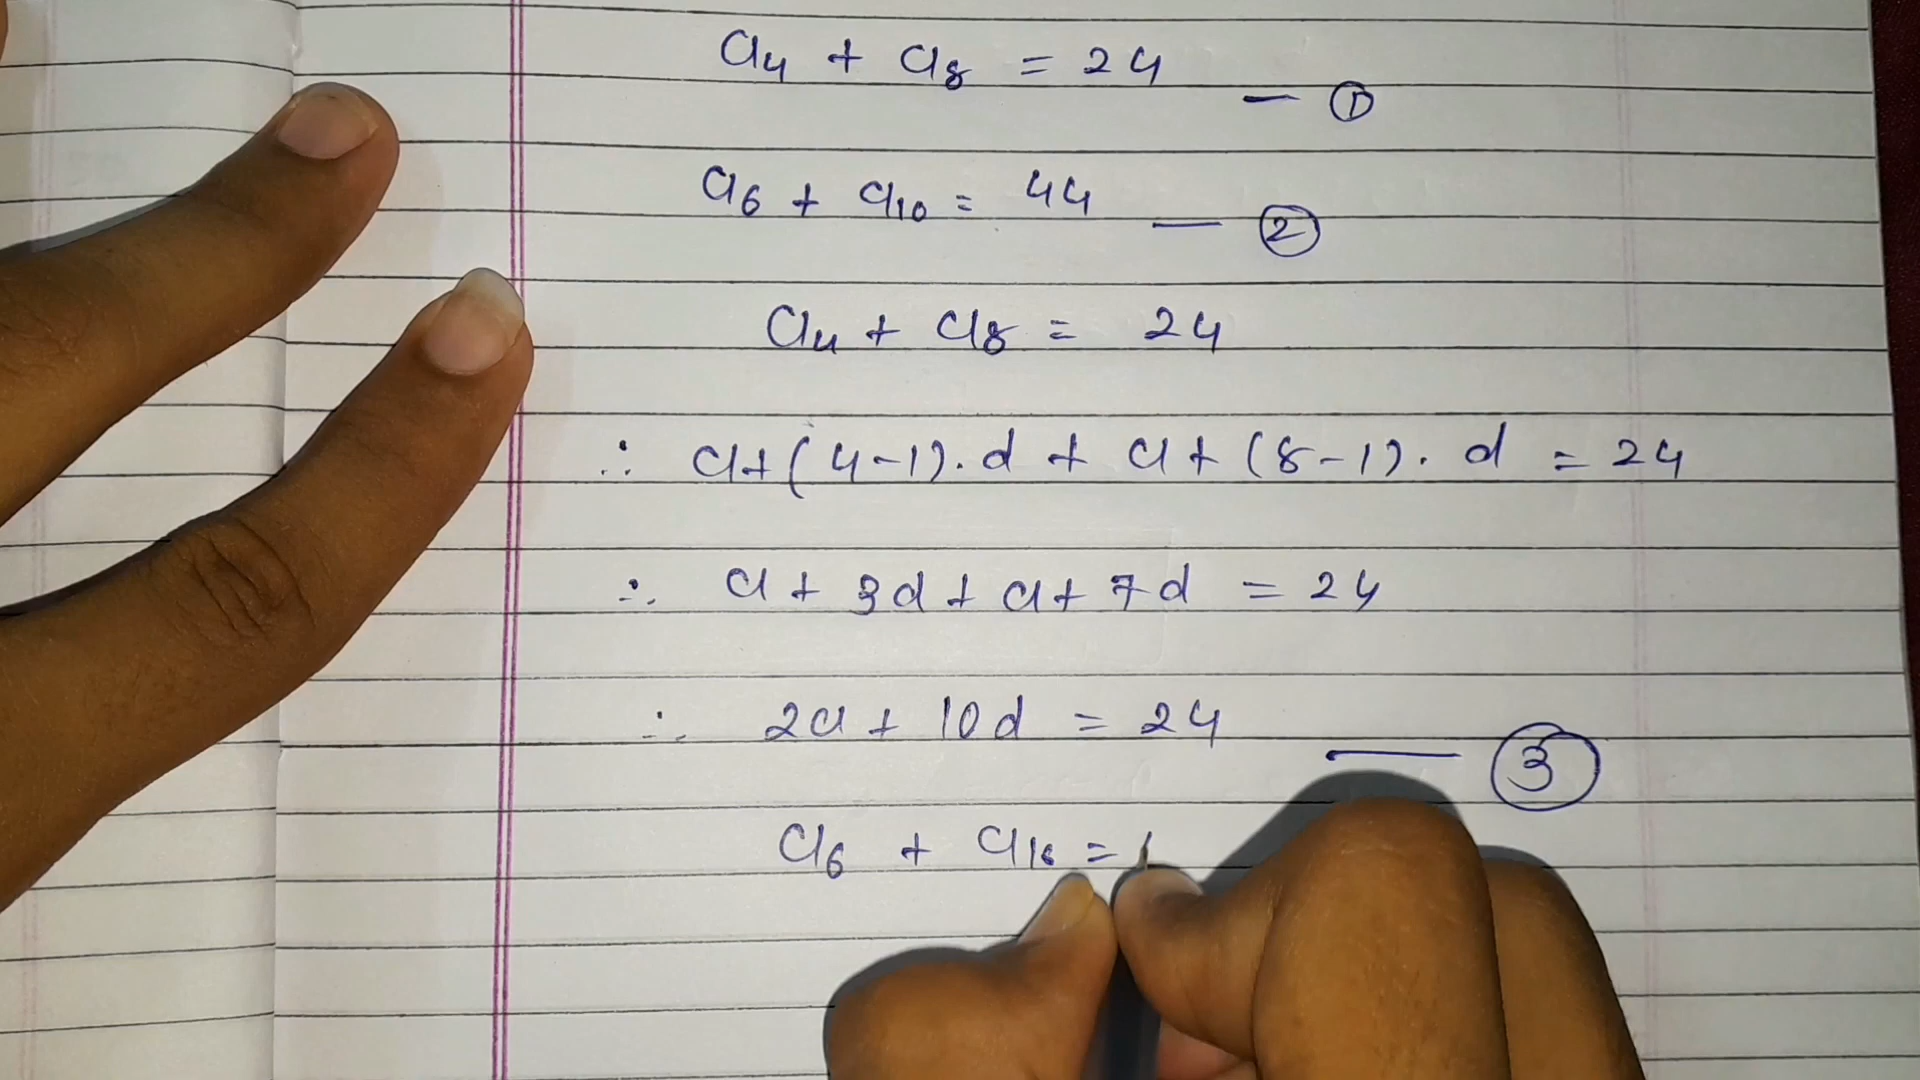 a₄ + a₈ = 24 — ①
a₆ + a₁₀ = 44 — ②
a₄ + a₈ = 24
∴ a+(4-1).d + a+(8-1).d = 24
∴ a + 3d + a + 7d = 24
∴ 2a + 10d = 24 — ③
a₆ + a₁₀ =